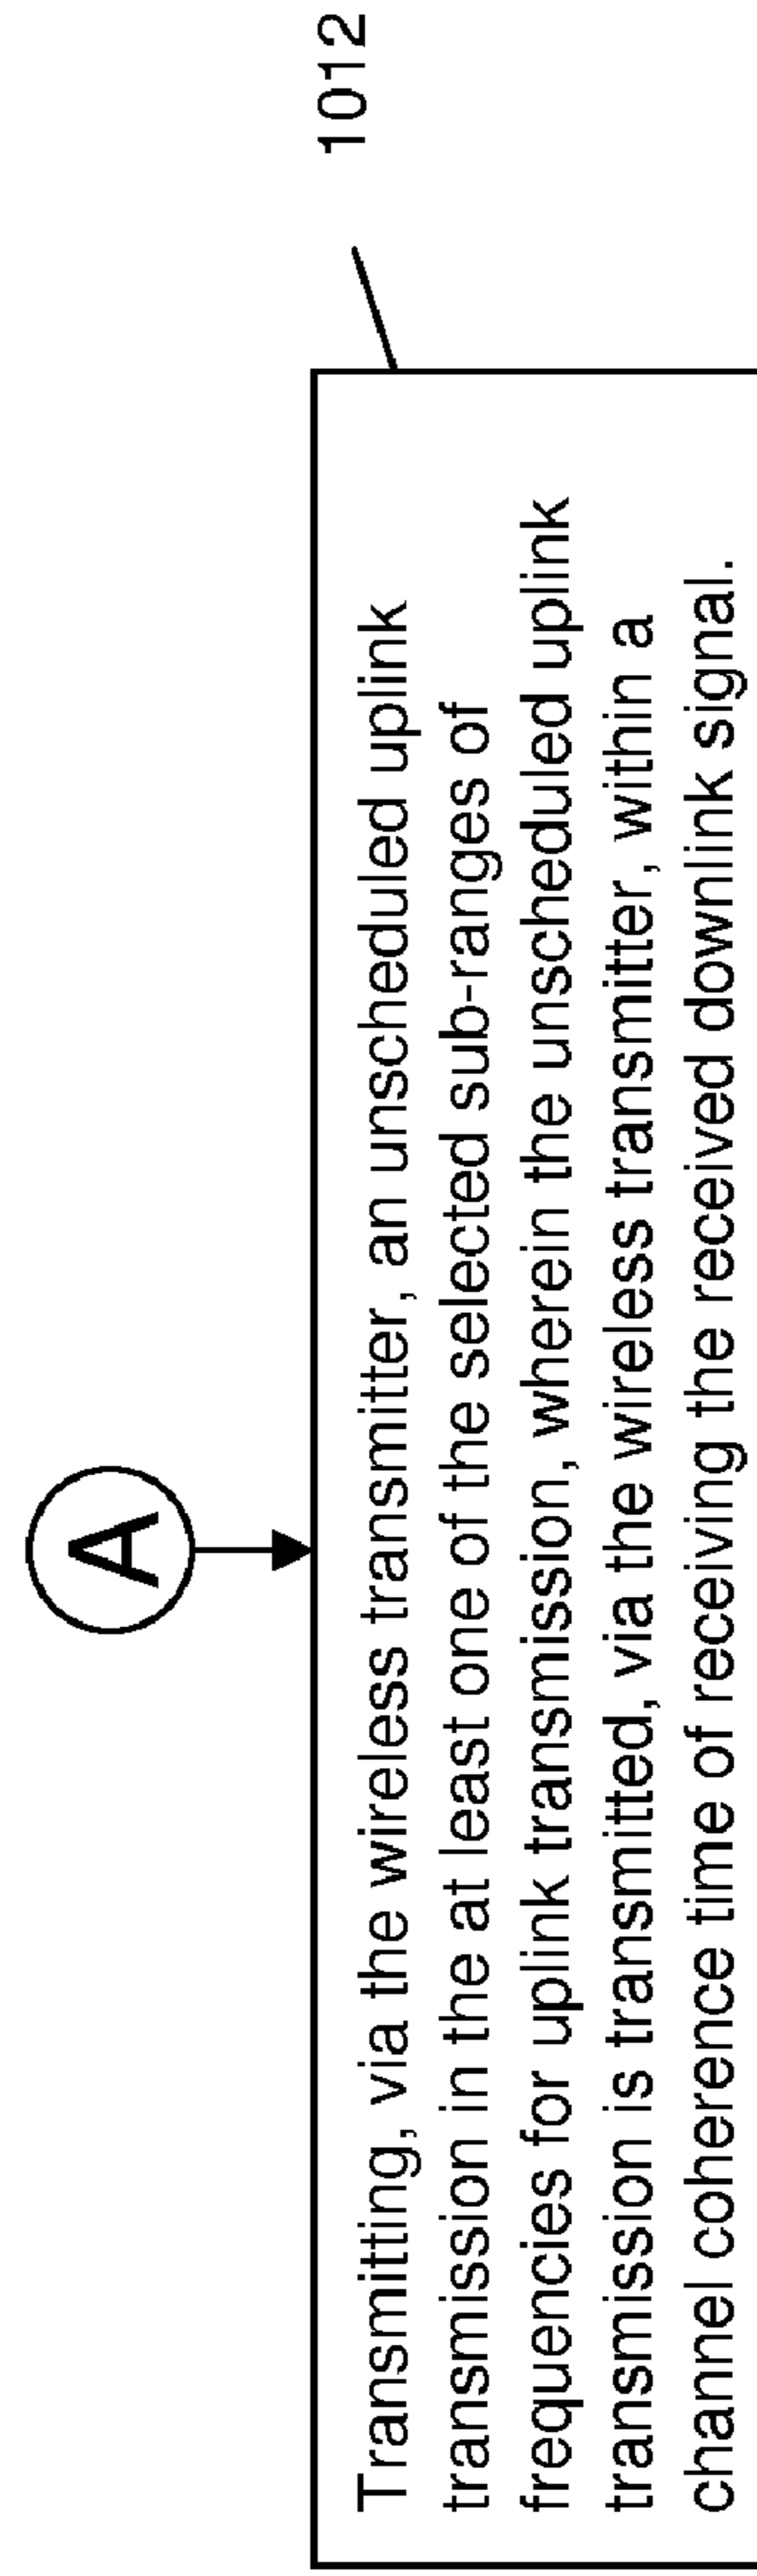 A
1012
Transmitting, via the wireless transmitter, an unscheduled uplink
transmission in the at least one of the selected sub-ranges of
frequencies for uplink transmission, wherein the unscheduled uplink
transmission is transmitted, via the wireless transmitter, within a
channel coherence time of receiving the received downlink signal.